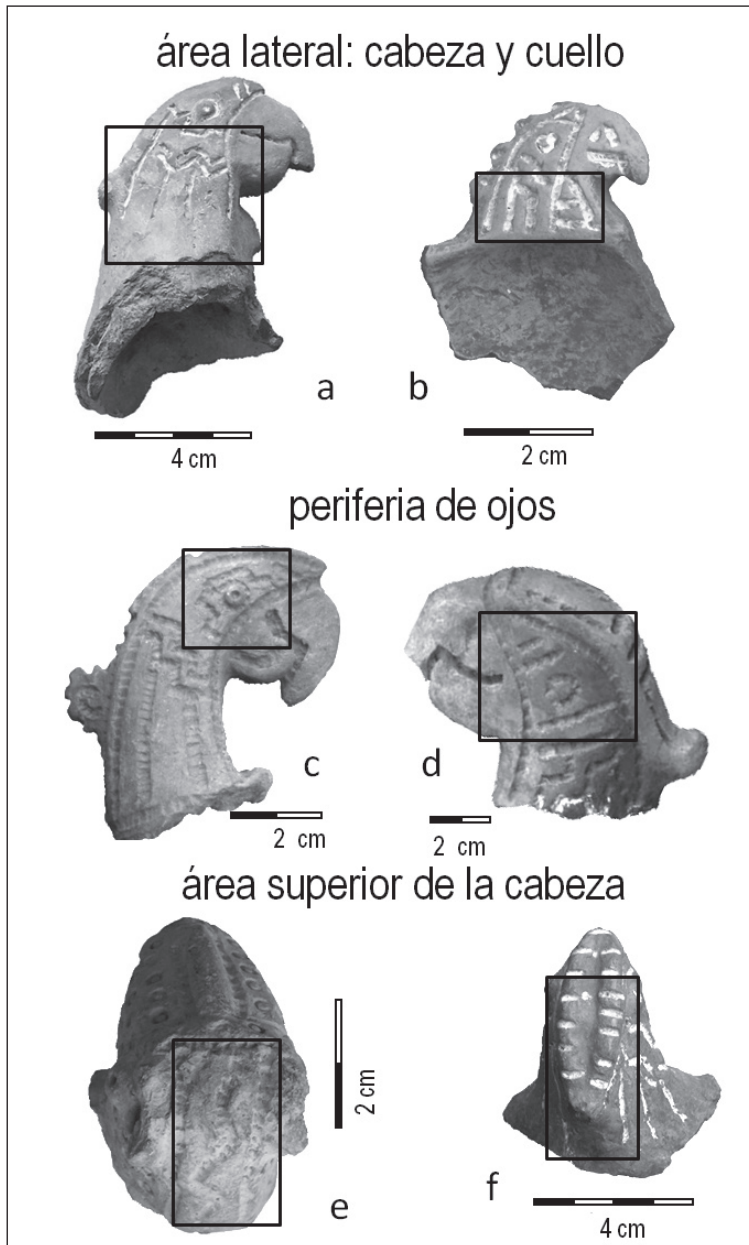 área lateral: cabeza y cuello
a
b
4 cm
2 cm
periferia de ojos
c
d
2 cm
2 cm
área superior de la cabeza
e
2 cm
f
4 cm